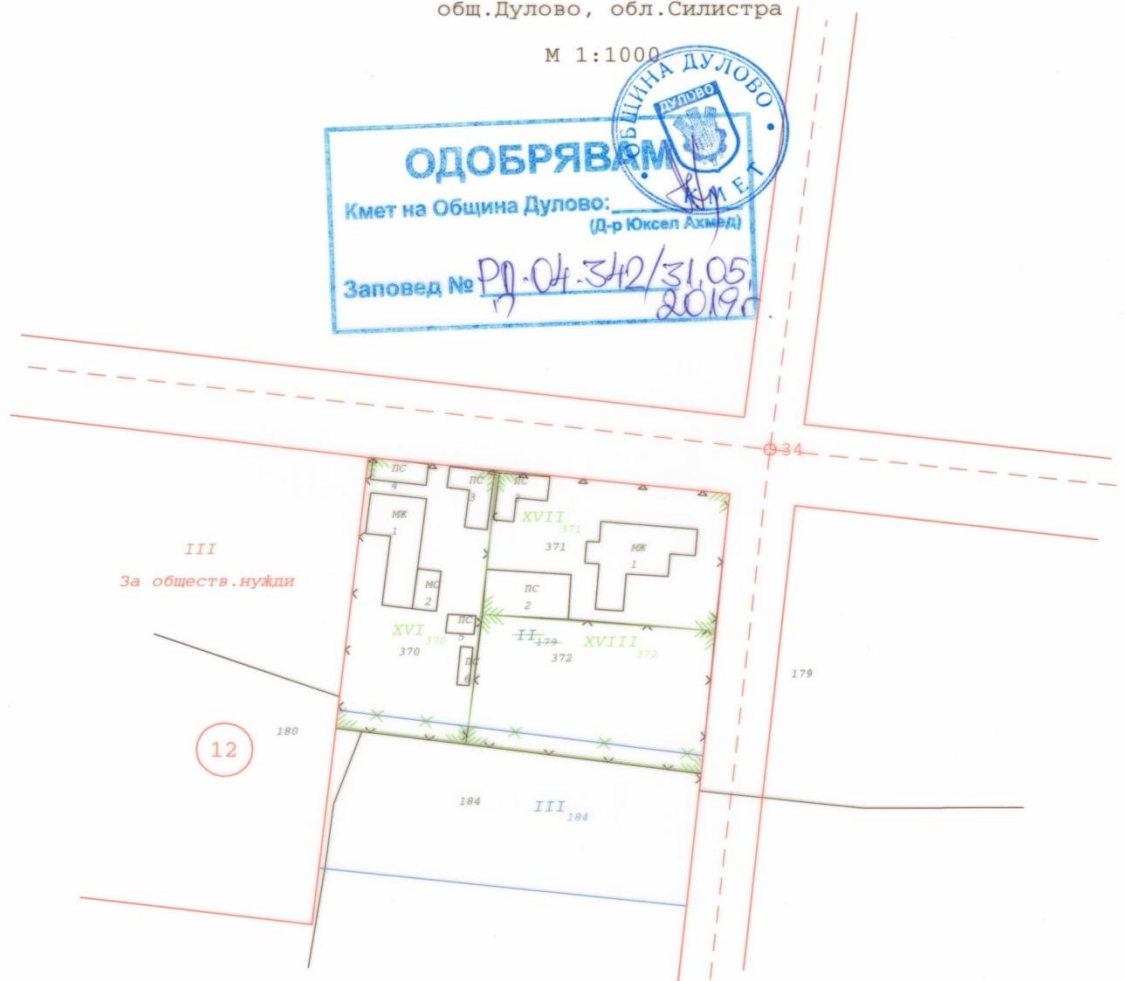 общ.Дулово, обл.Силистра
М 1:1000
ОБЩИНА ДУЛОВО
ДУЛОВО
КМЕТ
ОДОБРЯВАМ
Кмет на Община Дулово:
(Д-р Юксел Ахмед)
Заповед № РД-04-342/31.05.
2019г.
34
ПС
4
ПС
3
ПС
МЖ
1
XVII 371
371
МЖ
1
III
За обществ.нужди
МС
2
ПС
2
ПС
5
XVI 370
370
II 179
XVIII 372
372
ПС
6
179
180
12
184
III 184